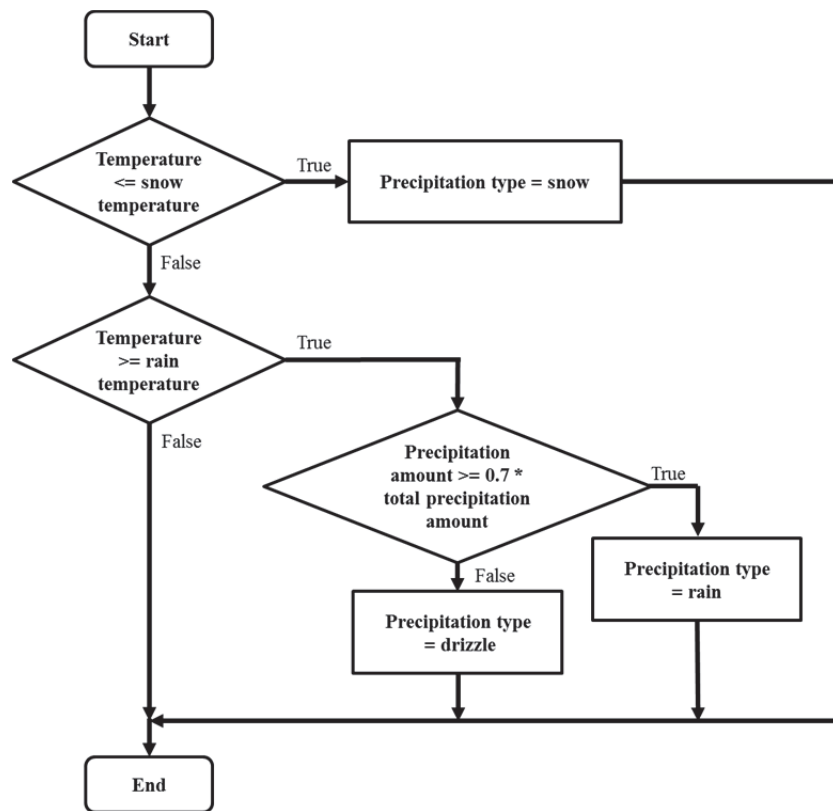 Start
Temperature
<= snow
temperature
True
Precipitation type = snow
False
Temperature
>= rain
temperature
True
False
Precipitation
amount >= 0.7 *
total precipitation
amount
True
False
Precipitation type
= rain
Precipitation type
= drizzle
End